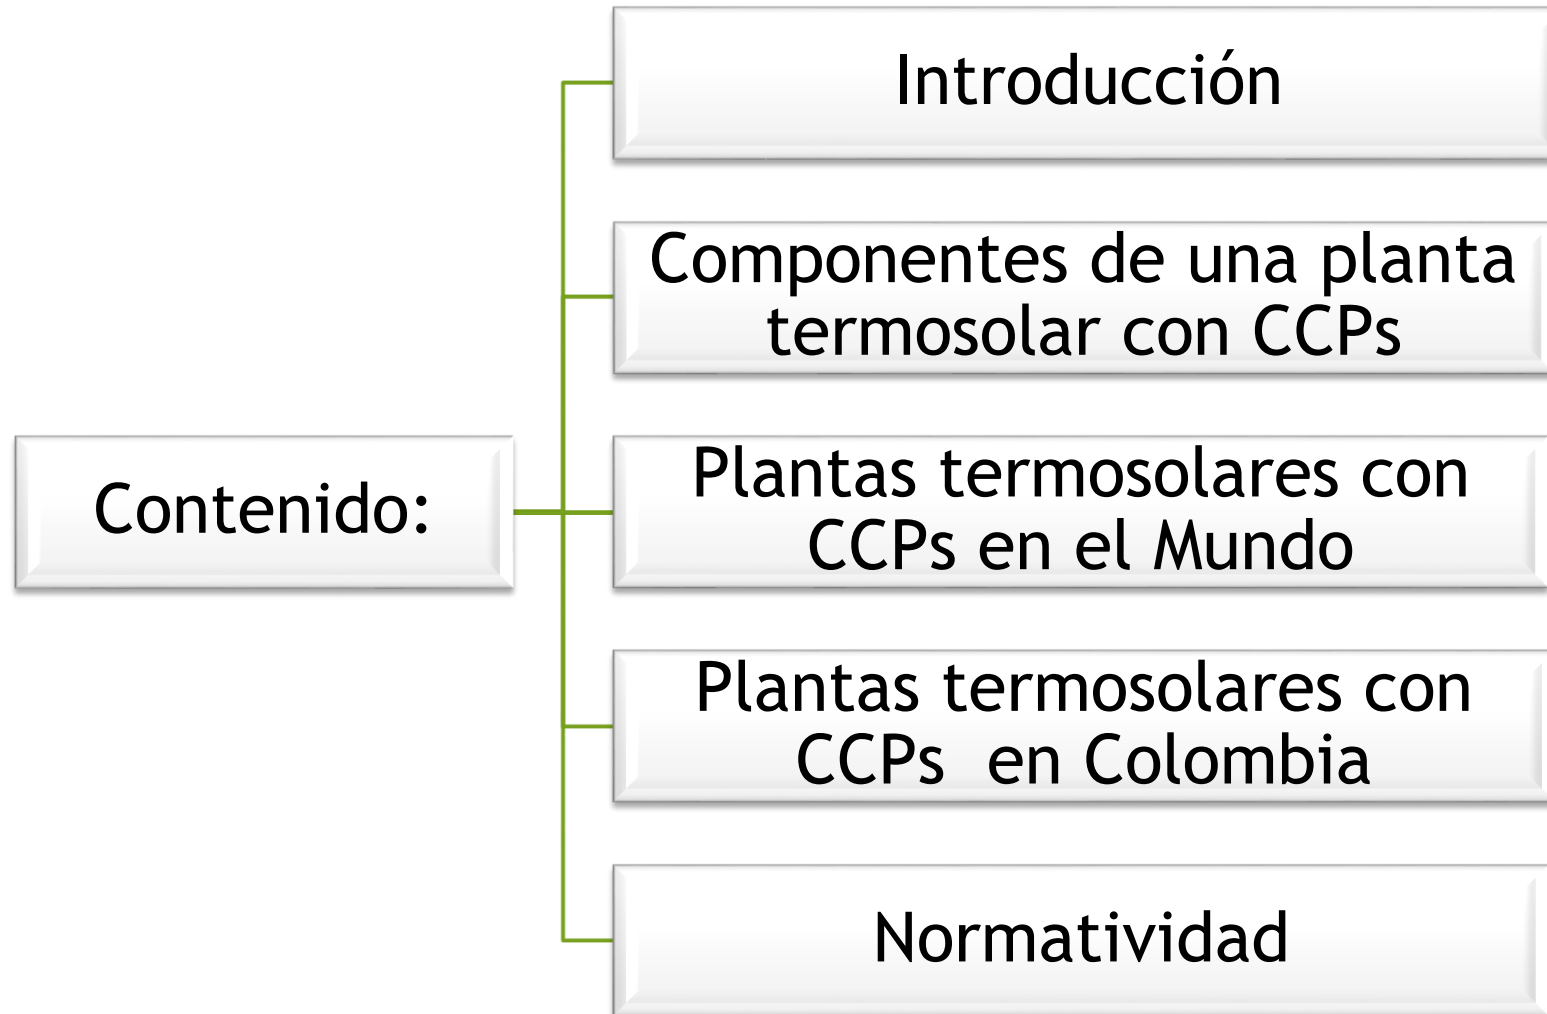 Contenido:
Introducción
Componentes de una planta
termosolar con CCPs
Plantas termosolares con
CCPs en el Mundo
Plantas termosolares con
CCPs  en Colombia
Normatividad